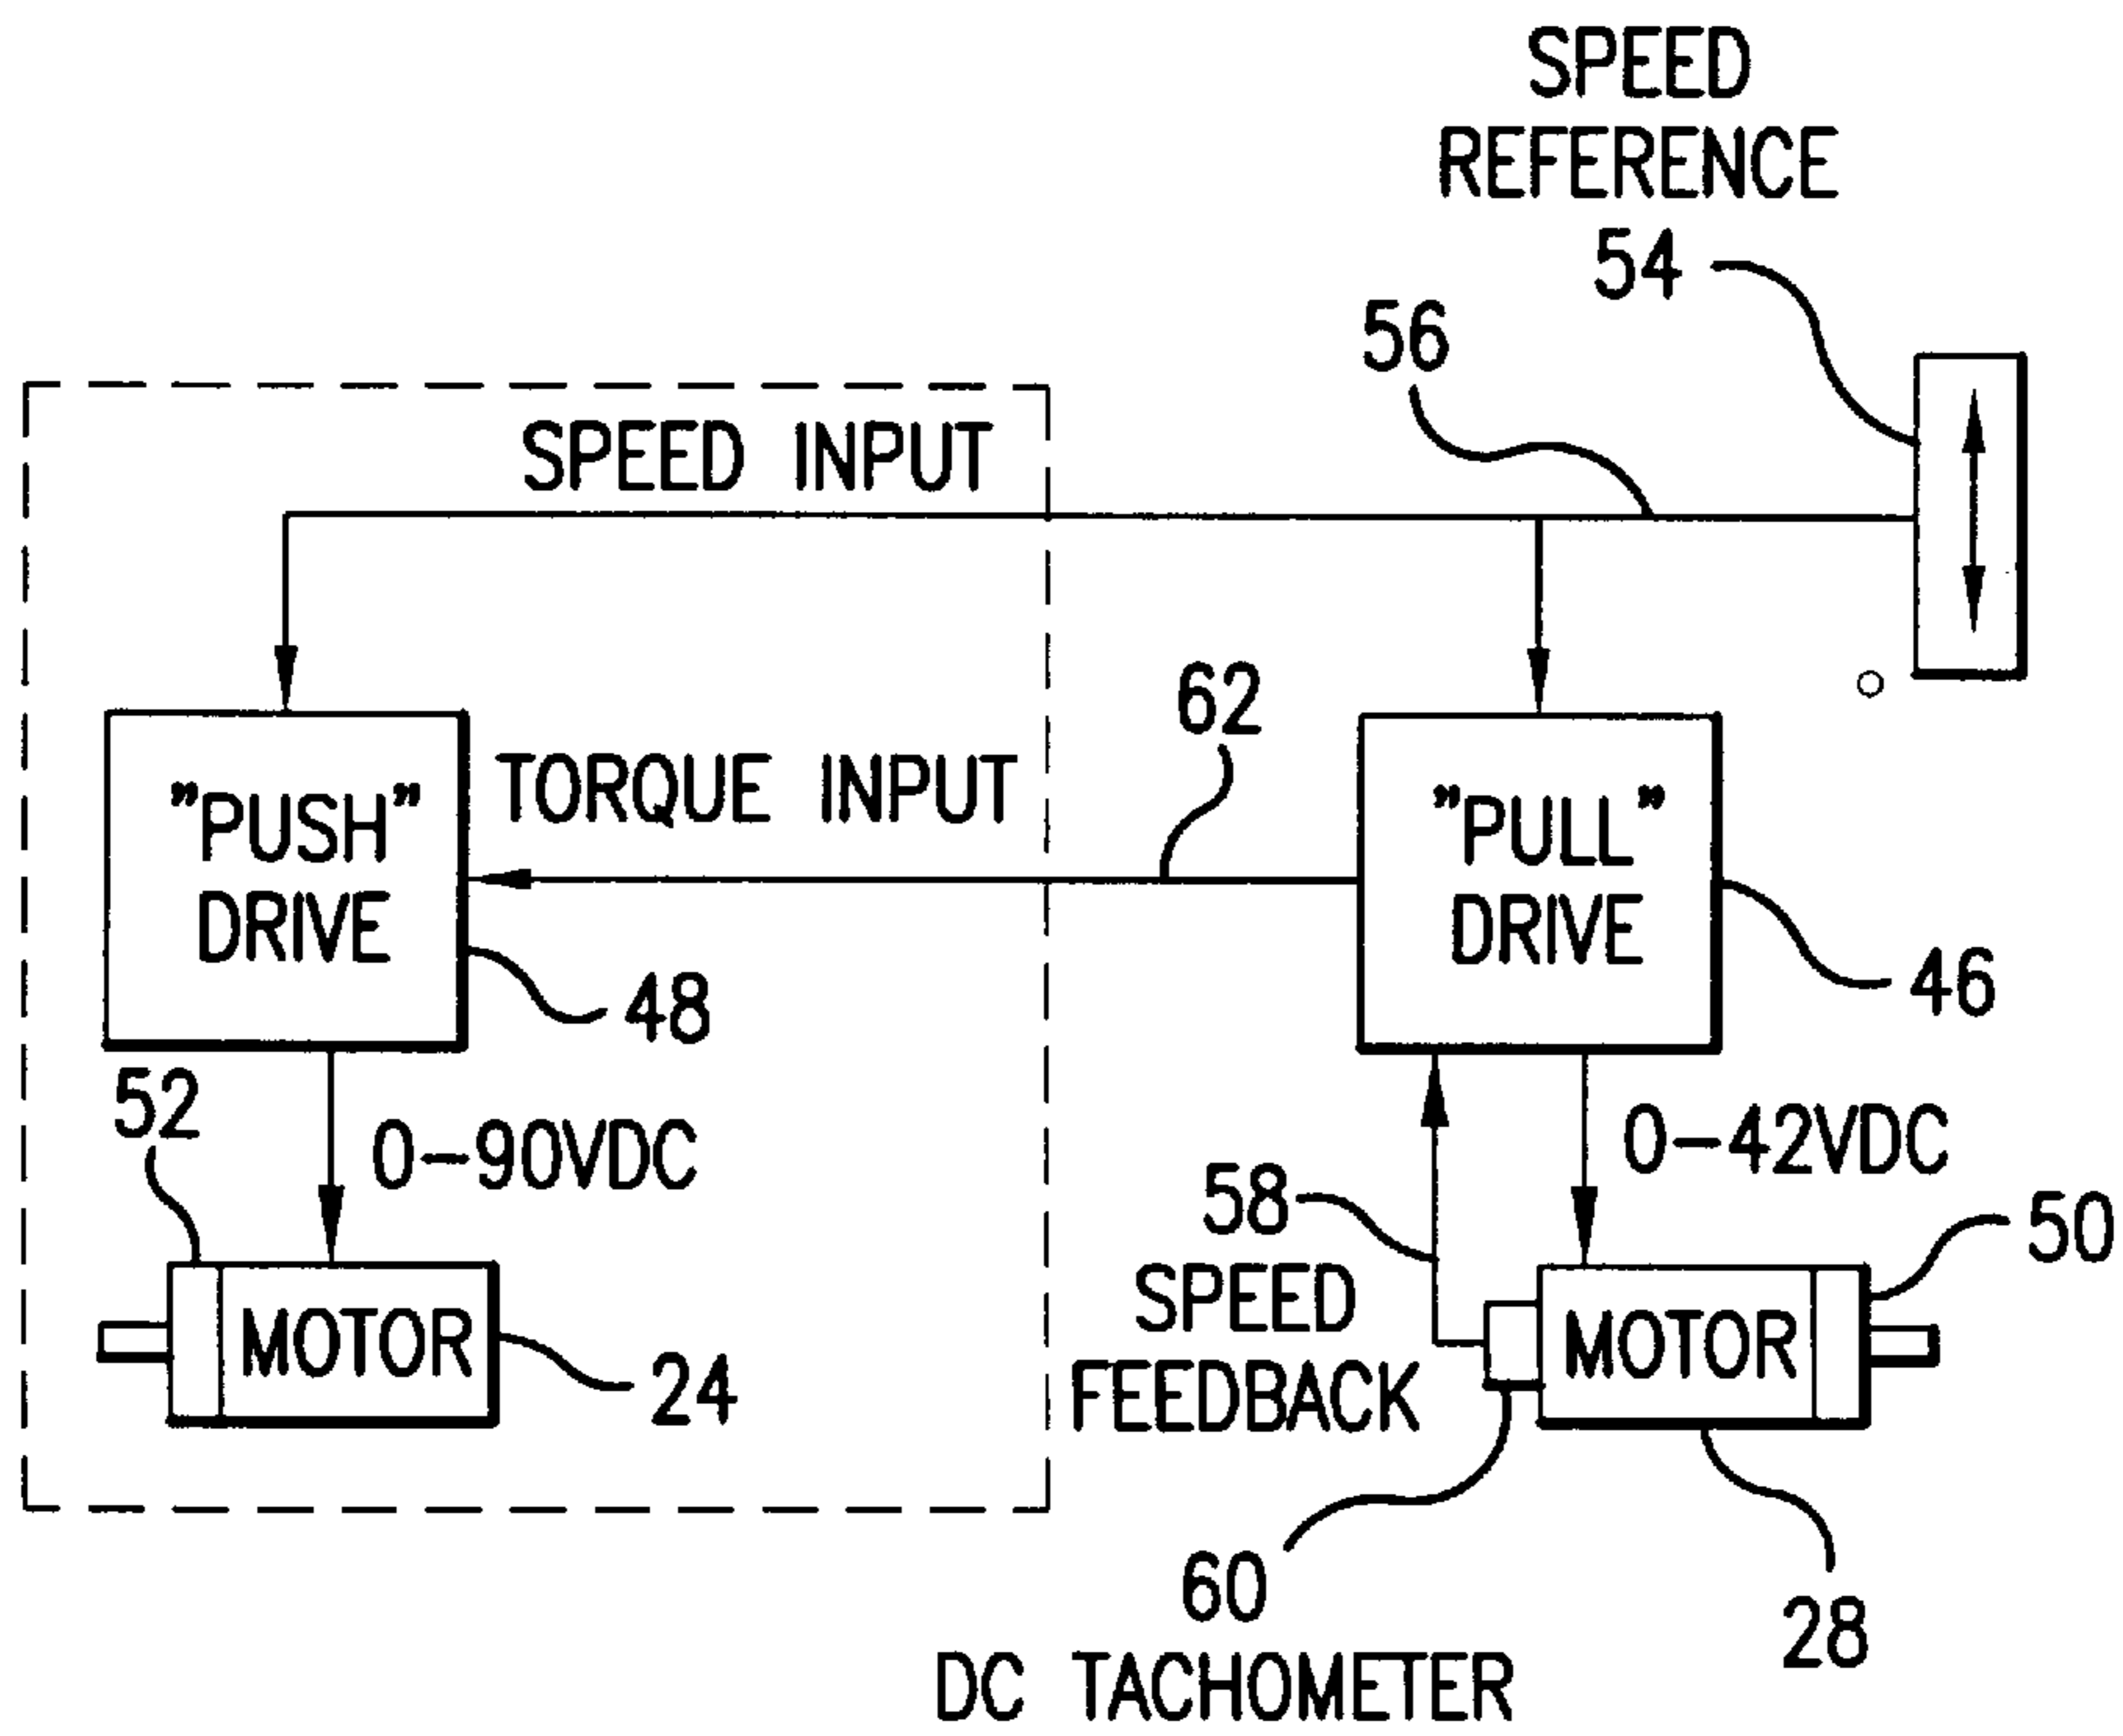 SPEED
REFERENCE
54
56
SPEED INPUT
62
"PUSH"
DRIVE
TORQUE INPUT
"PULL"
DRIVE
48
46
52
0-90VDC
0-42VDC
58
SPEED
FEEDBACK
50
MOTOR
24
MOTOR
60
DC TACHOMETER
28